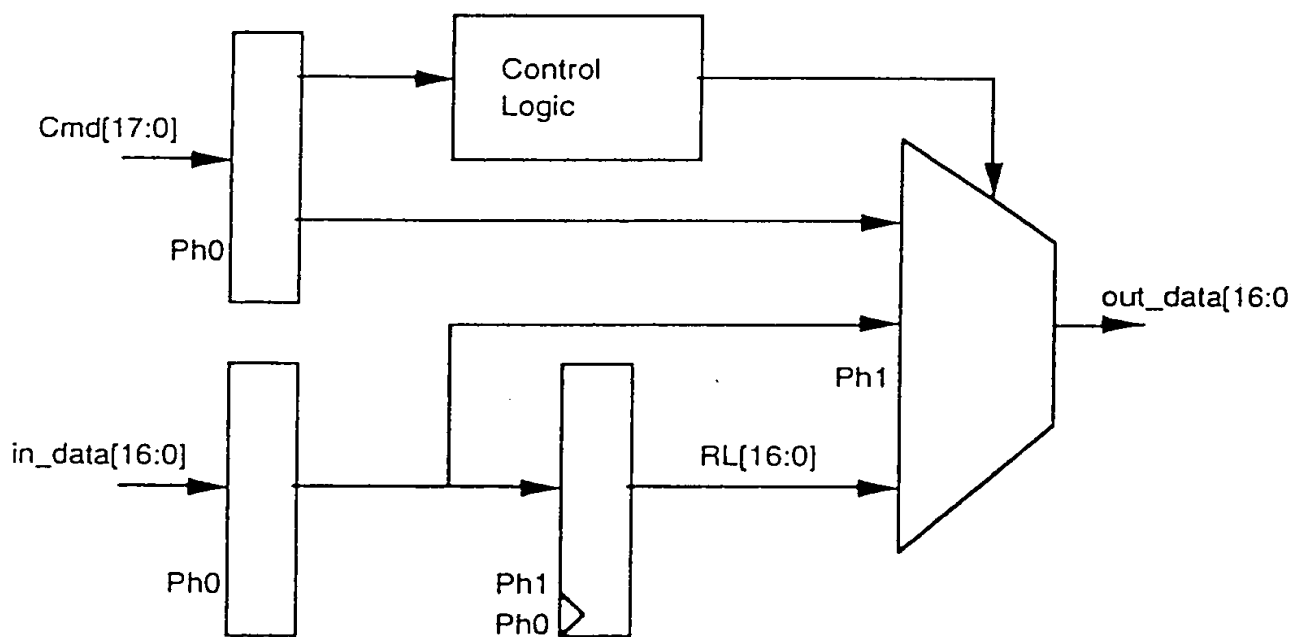 Control
Logic
Cmd[17:0]
Ph0
out_data[16:0
Ph1
in_data[16:0]
RL[16:0]
Ph0
Ph1
Ph0